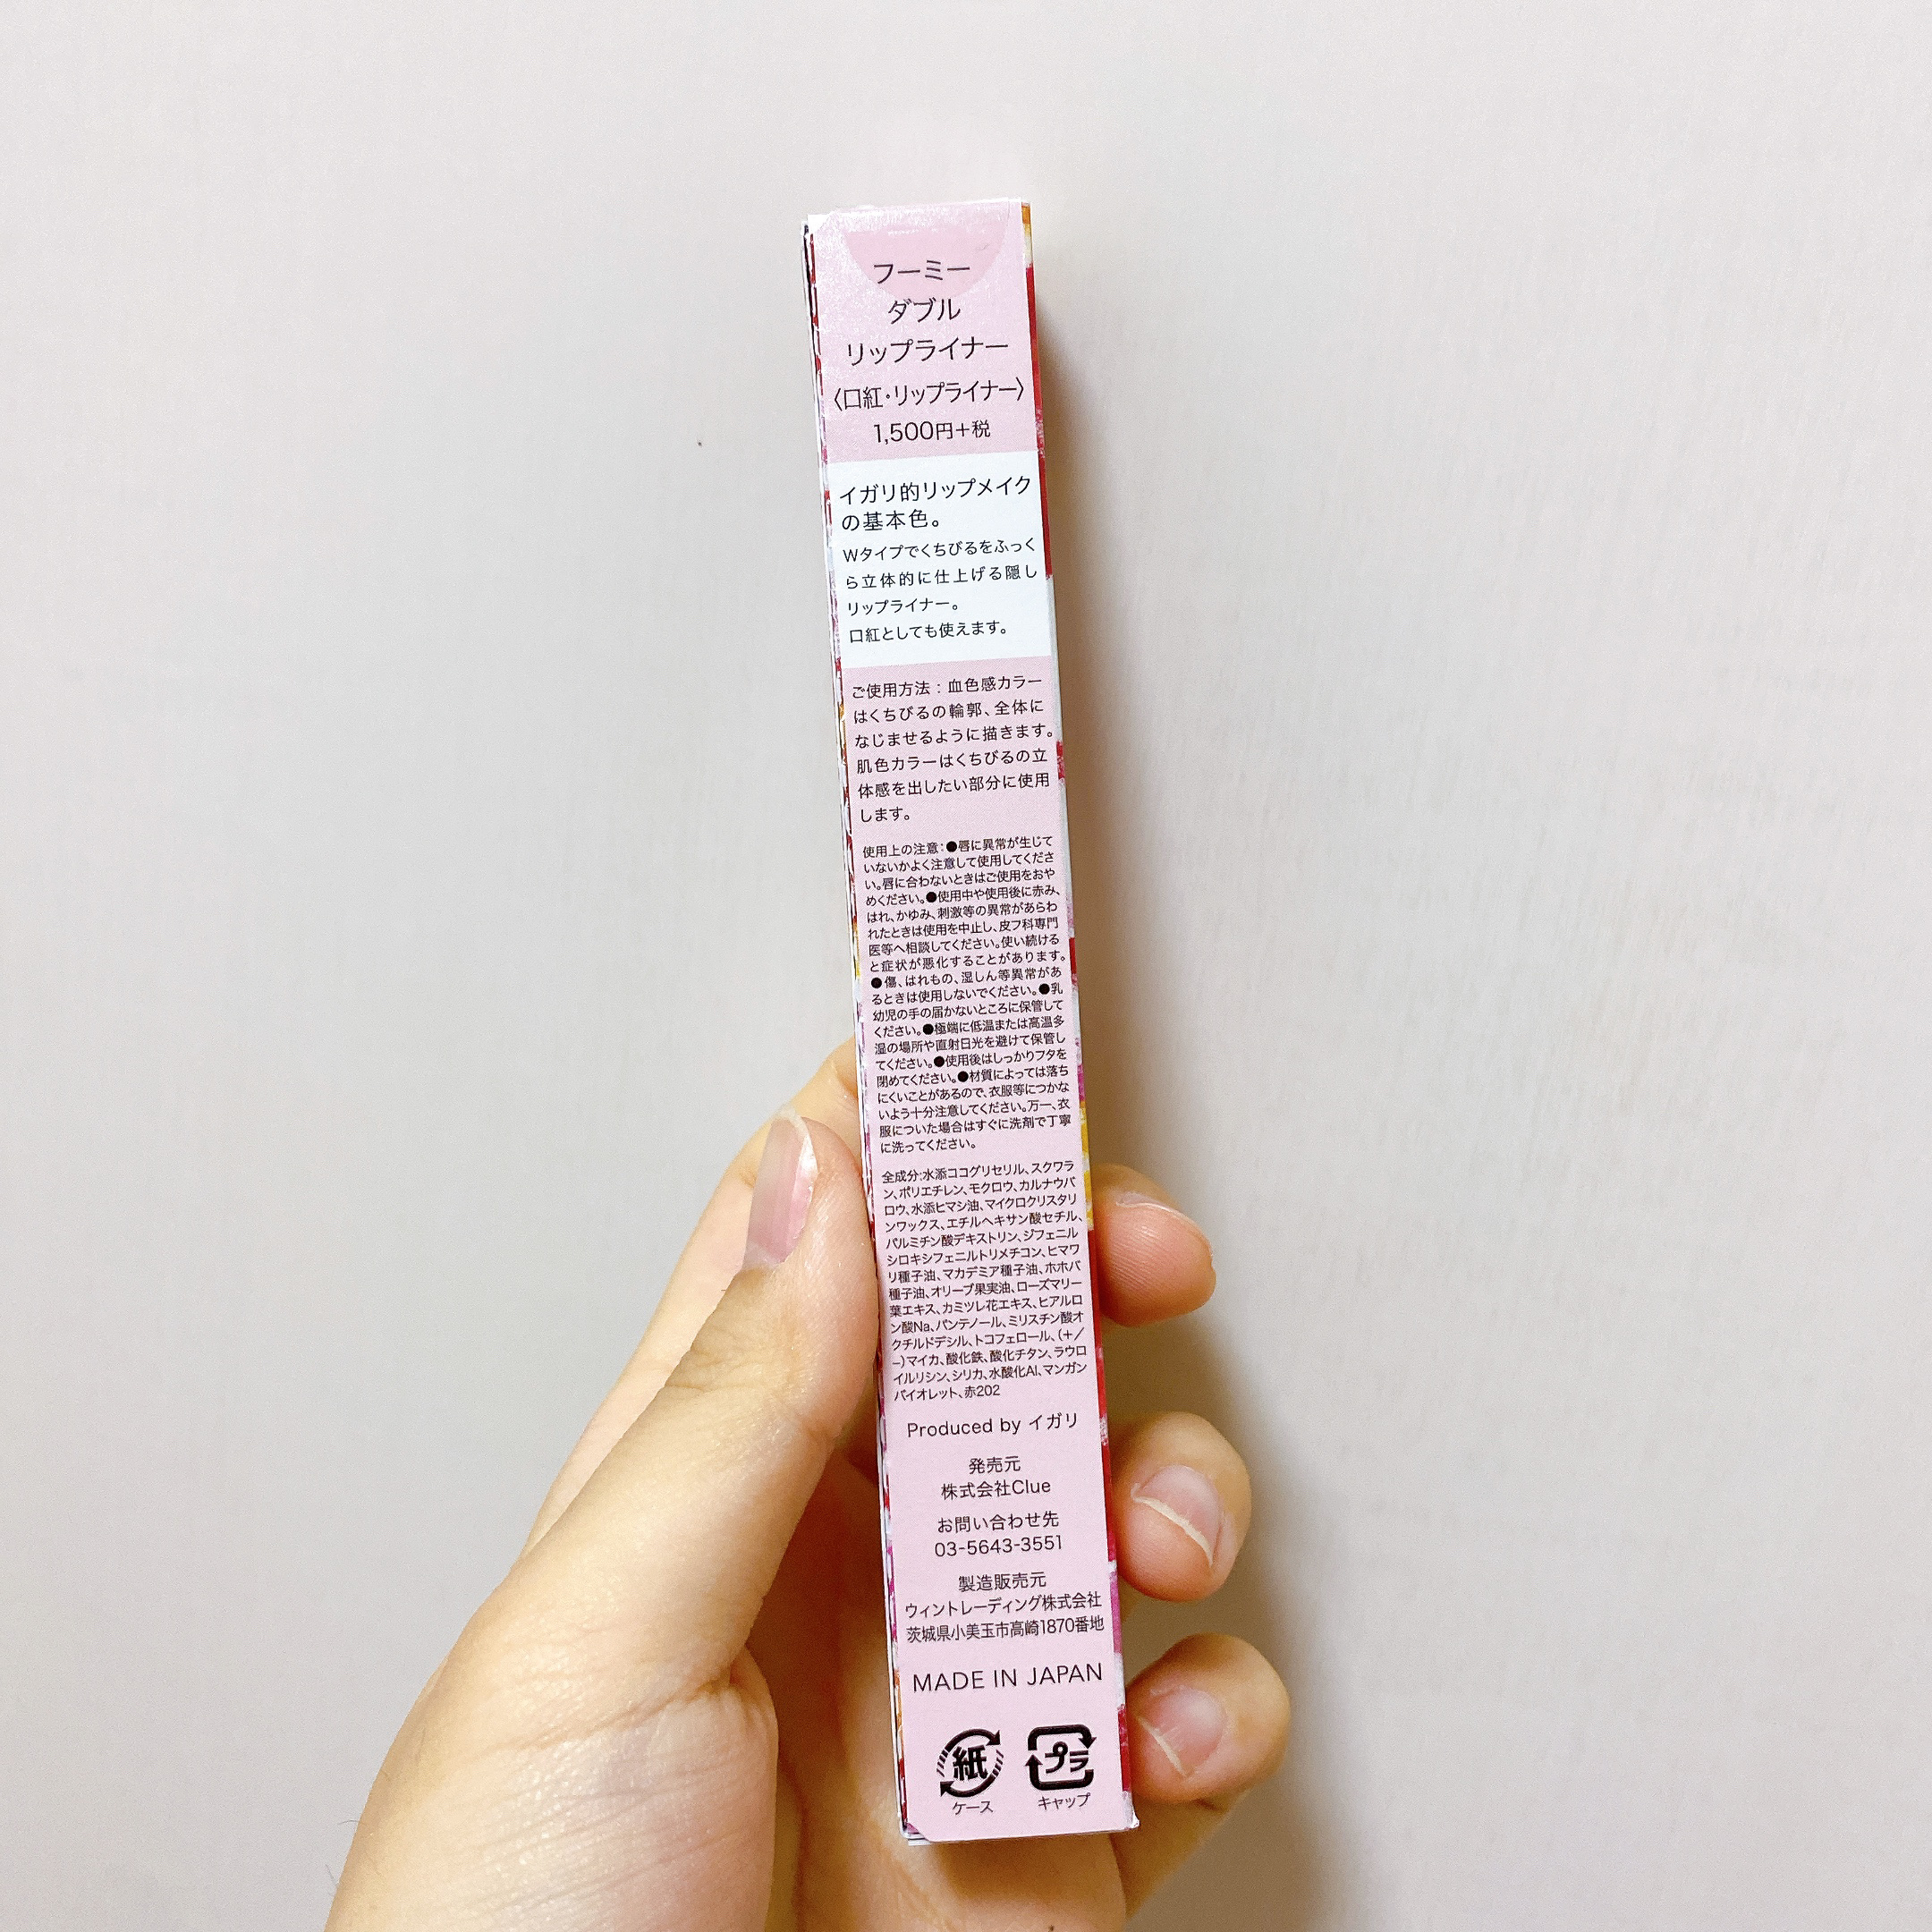 フーミー
ダブル
リップライナー
〈口紅・リップライナー〉
1,500円+税
イガリ的リップメイク
の基本色。
Wタイプでくちびるをふっく
ら立体的に仕上げる隠し
リップライナー。
口紅としても使えます。
ご使用方法：血色感カラー
はくちびるの輪郭、全体に
なじませるように描きます。
肌色カラーはくちびるの立
体感を出したい部分に使用
します。
使用上の注意：●唇に異常が生じて
いないかよく注意して使用してくださ
い。唇に合わないときはご使用をおや
めください。●使用中や使用後に赤み、
はれ、かゆみ、刺激等の異常があらわ
れたときは使用を中止し、皮フ科専門
医等へ相談してください。使い続ける
と症状が悪化することがあります。
●傷、はれもの、湿しん等異常があ
るときは使用しないでください。●乳
幼児の手の届かないところに保管して
ください。●極端に低温または高温多
湿の場所や直射日光を避けて保管し
てください。●使用後はしっかりフタを
閉めてください。●材質によっては落ち
にくいことがあるので、衣服等につかな
いよう十分注意してください。万一、衣
服についた場合はすぐに洗剤で丁寧
に洗ってください。
全成分:水添ココグリセリル、スクワラ
ン、ポリエチレン、モクロウ、カルナウバ
ロウ、水添ヒマシ油、マイクロクリスタリ
ンワックス、エチルヘキサン酸セチル、
パルミチン酸デキストリン、ジフェニル
シロキシフェニルトリメチコン、ヒマワ
リ種子油、マカデミア種子油、ホホバ
種子油、オリーブ果実油、ローズマリー
葉エキス、カミツレ花エキス、ヒアルロ
ン酸Na、パンテノール、ミリスチン酸オ
クチルドデシル、トコフェロール、(+／
−)マイカ、酸化鉄、酸化チタン、ラウロ
イルリシン、シリカ、水酸化Al、マンガン
バイオレット、赤202
Produced by イガリ
発売元
株式会社Clue
お問い合わせ先
03-5643-3551
製造販売元
ウィントレーディング株式会社
茨城県小美玉市高崎1870番地
MADE IN JAPAN
紙 プラ
ケース キャップ